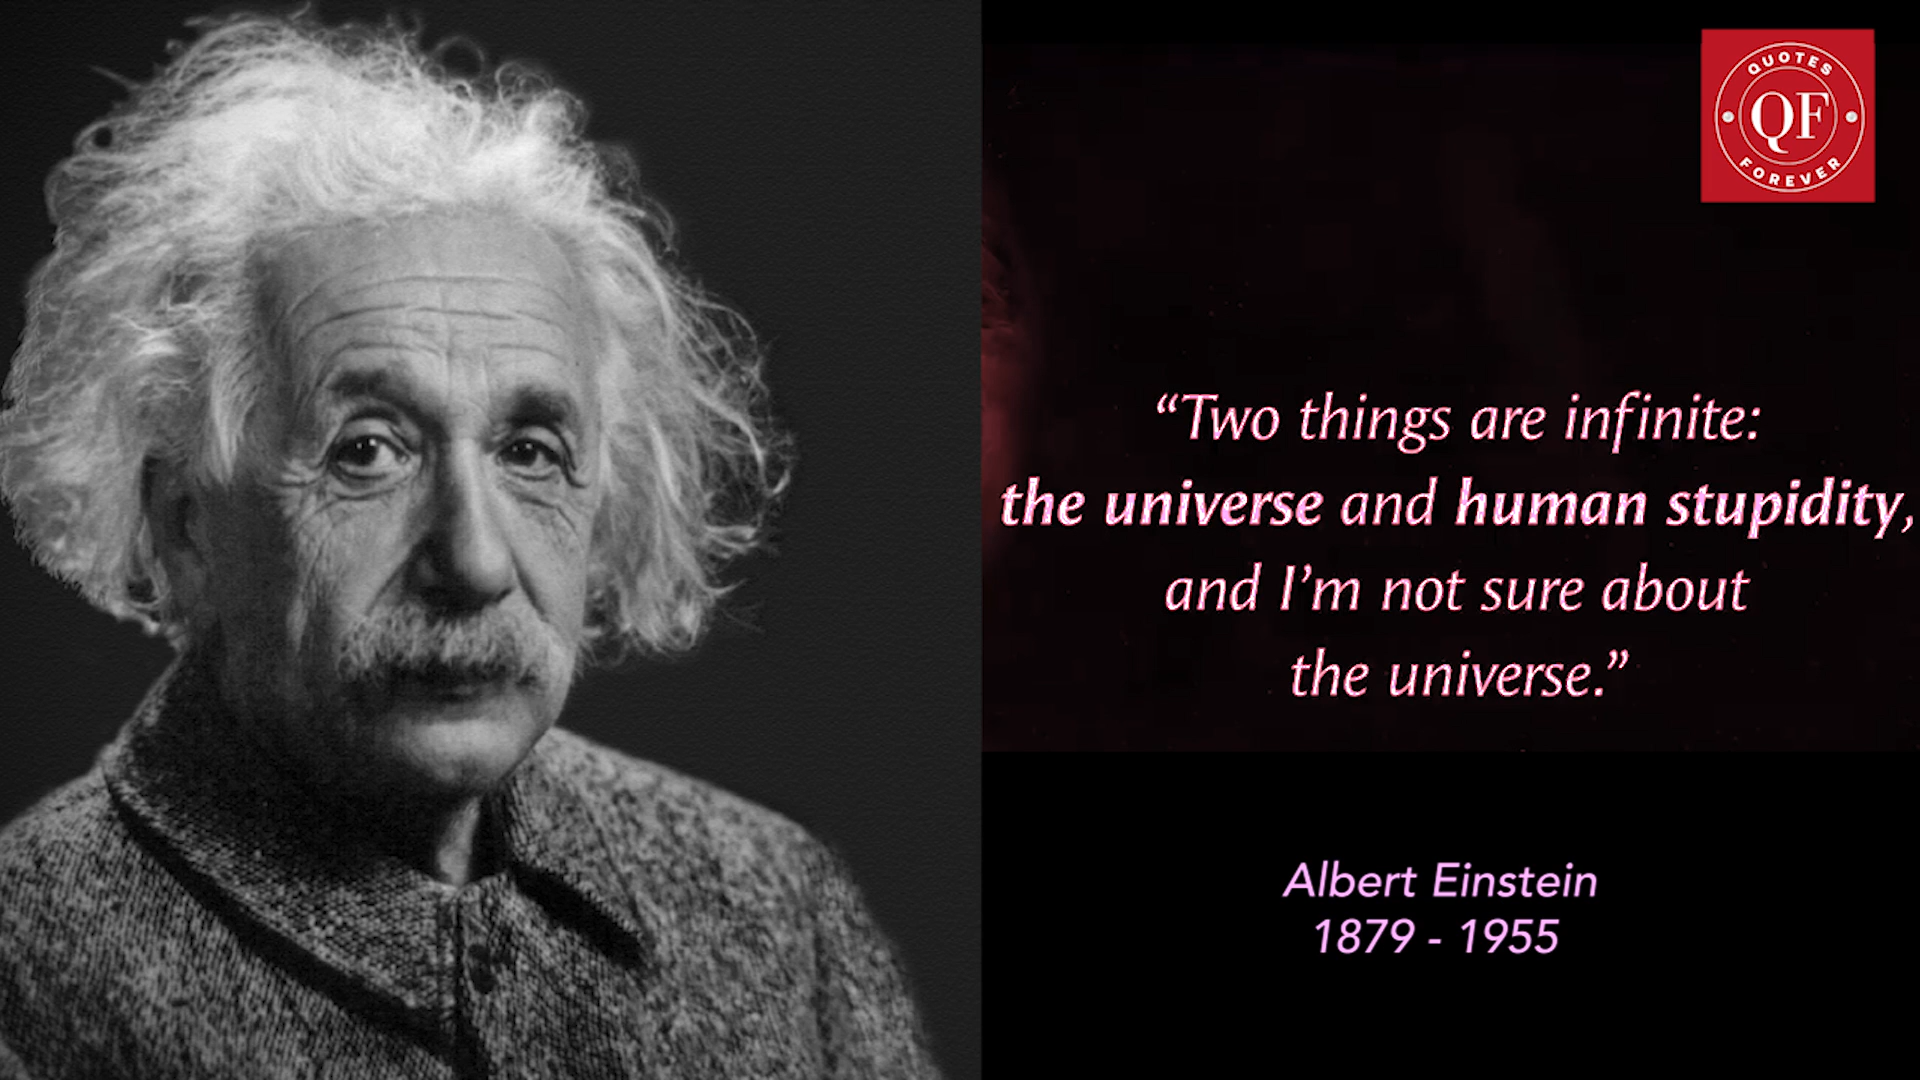 QUOTES
QF
FOREVER
“Two things are infinite:
the universe and human stupidity,
and I’m not sure about
the universe.”
Albert Einstein
1879 - 1955